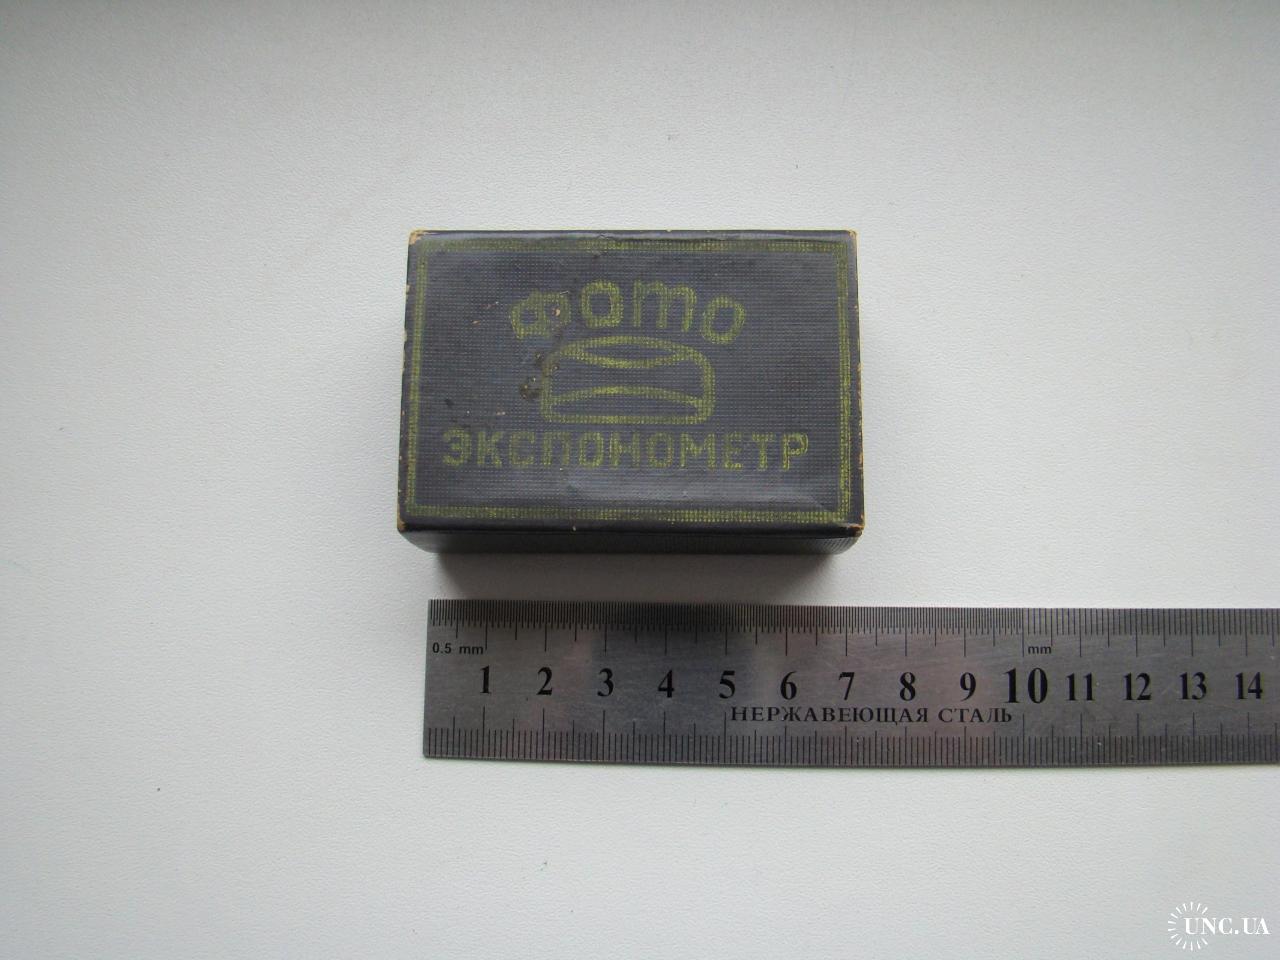 Фото
ЭКСПОНОМЕТР
0.5 mm
mm
1 2 3 4 5 6 7 8 9 10 11 12 13 14
НЕРЖАВЕЮЩАЯ СТАЛЬ
UNC.UA